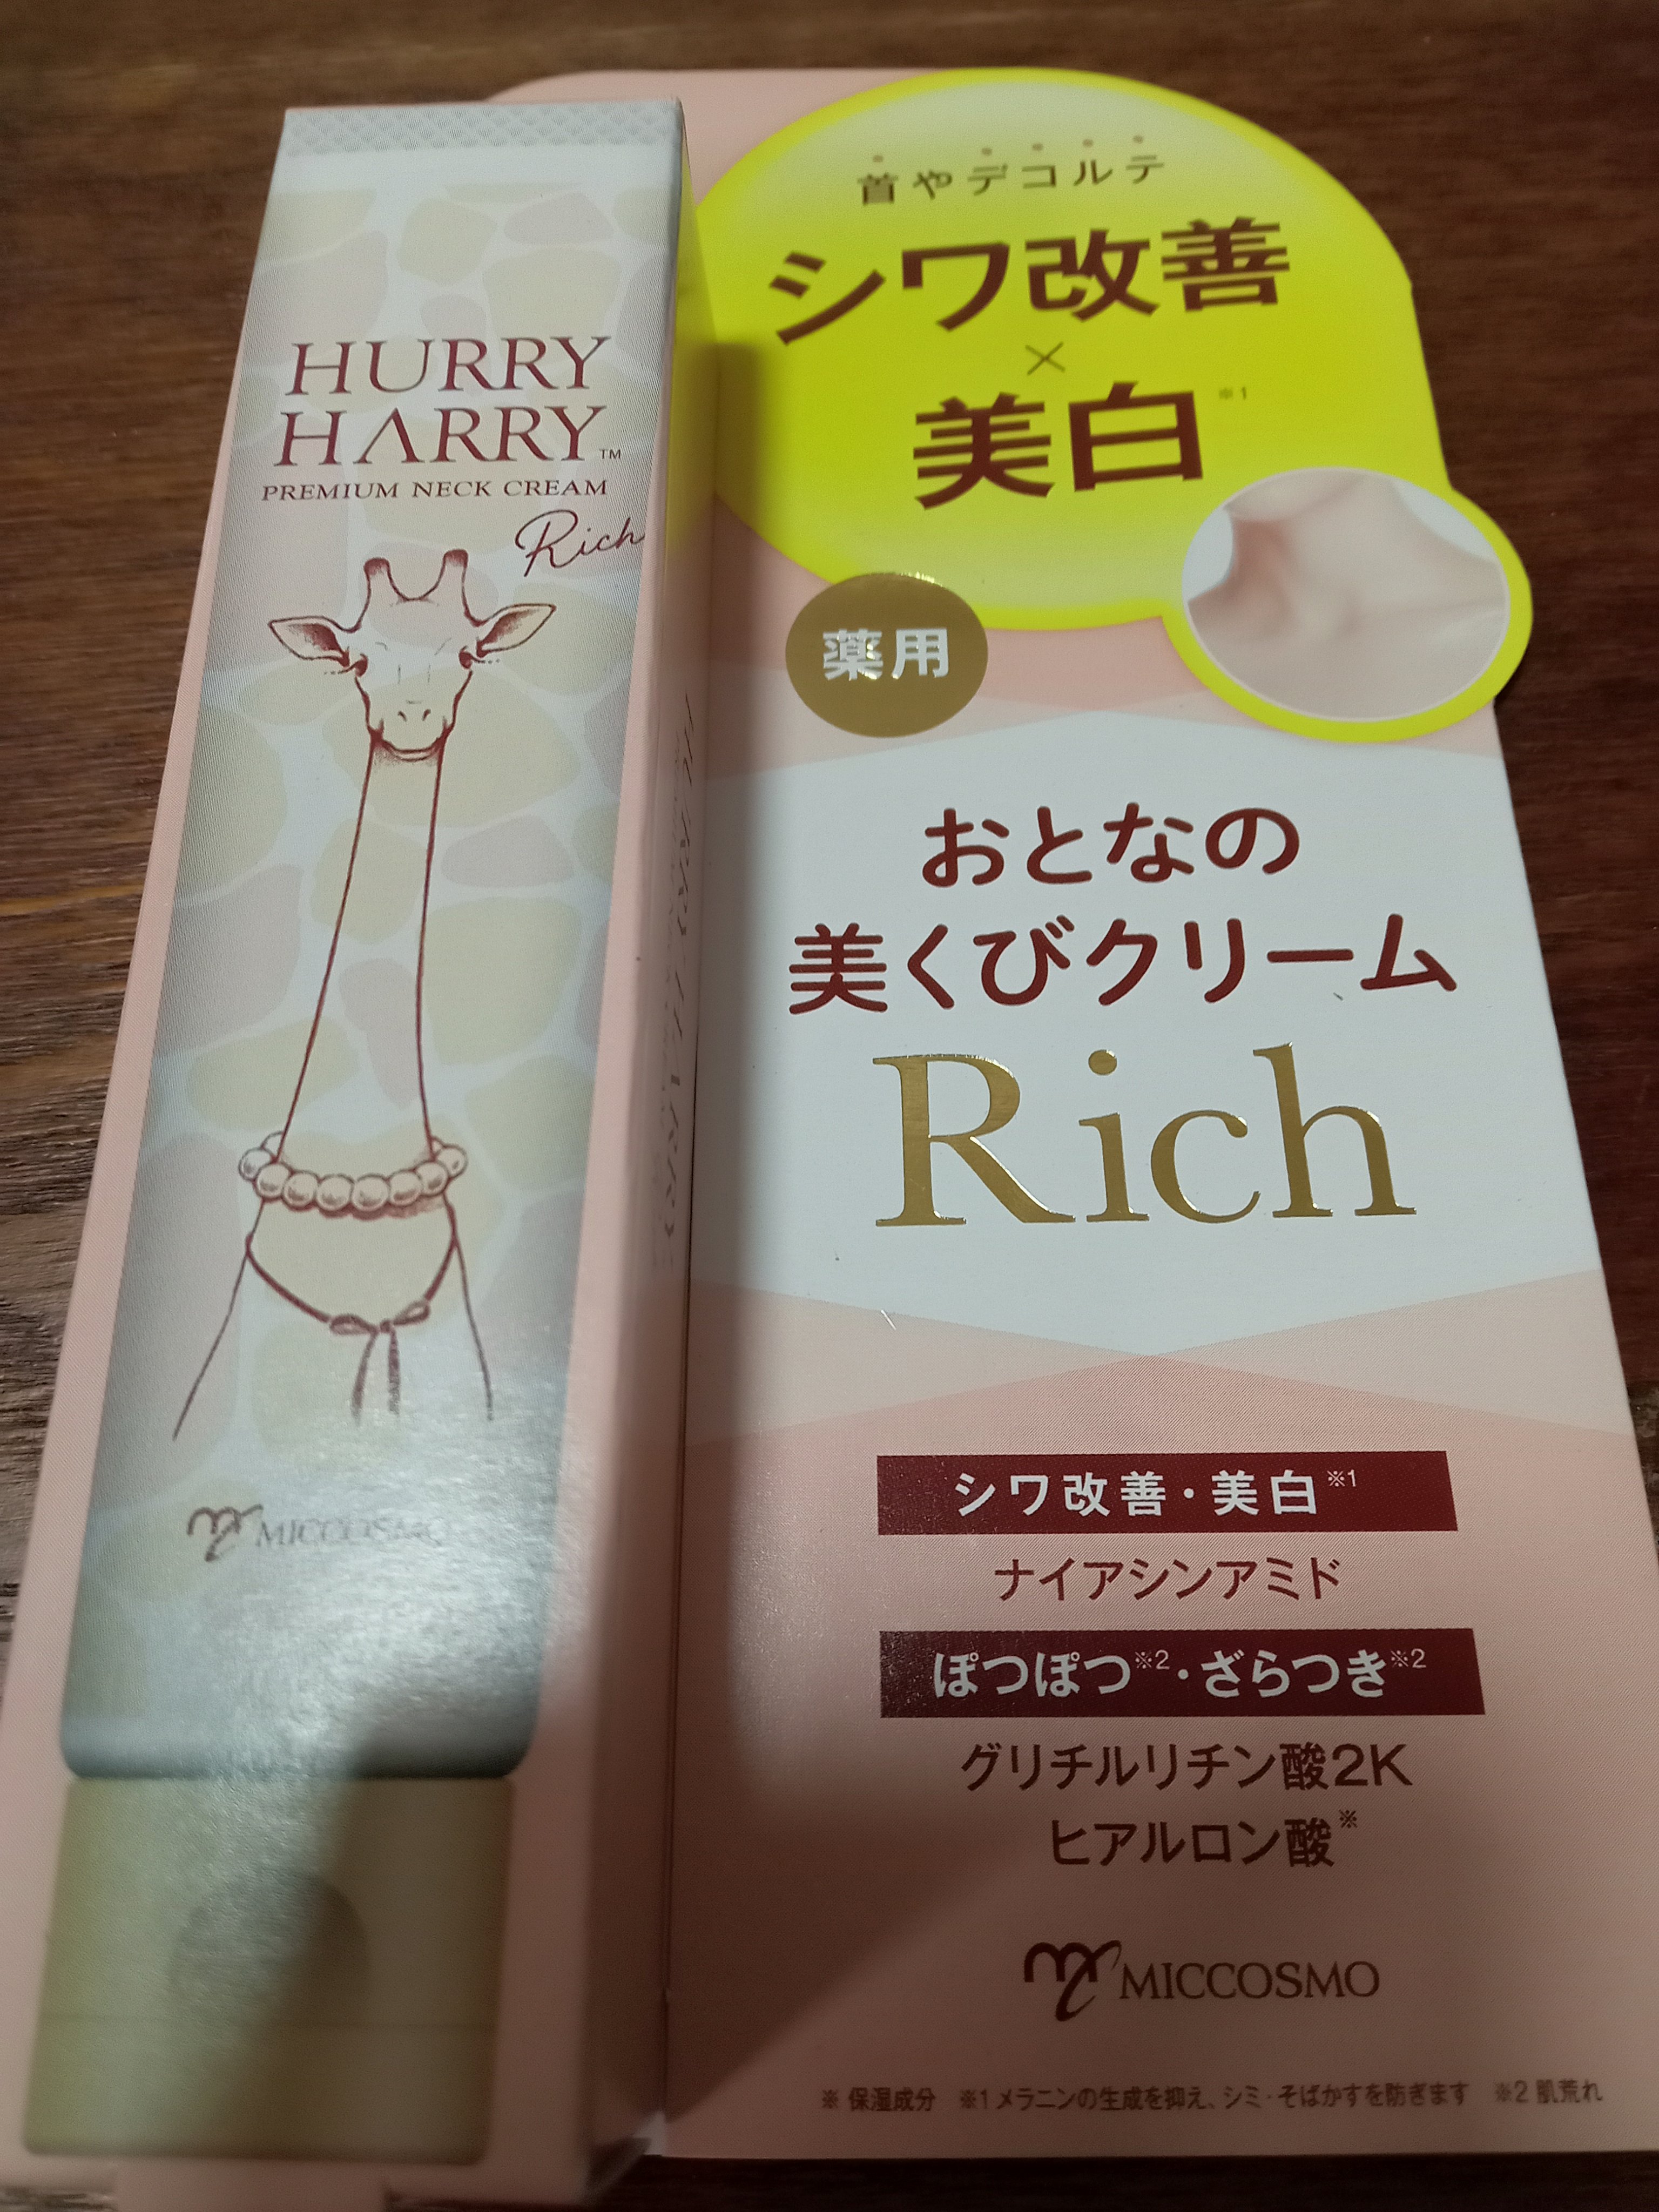 HURRY
HARRY™
PREMIUM NECK CREAM
Rich
MICCOSMO
首やデコルテ
シワ改善
×
美白※1
薬用
おとなの
美くびクリーム
Rich
シワ改善・美白※1
ナイアシンアミド
ぽつぽつ※2・ざらつき※2
グリチルリチン酸2K
ヒアルロン酸※
MICCOSMO
※ 保湿成分 ※1 メラニンの生成を抑え、シミ・そばかすを防ぎます ※2 肌荒れ